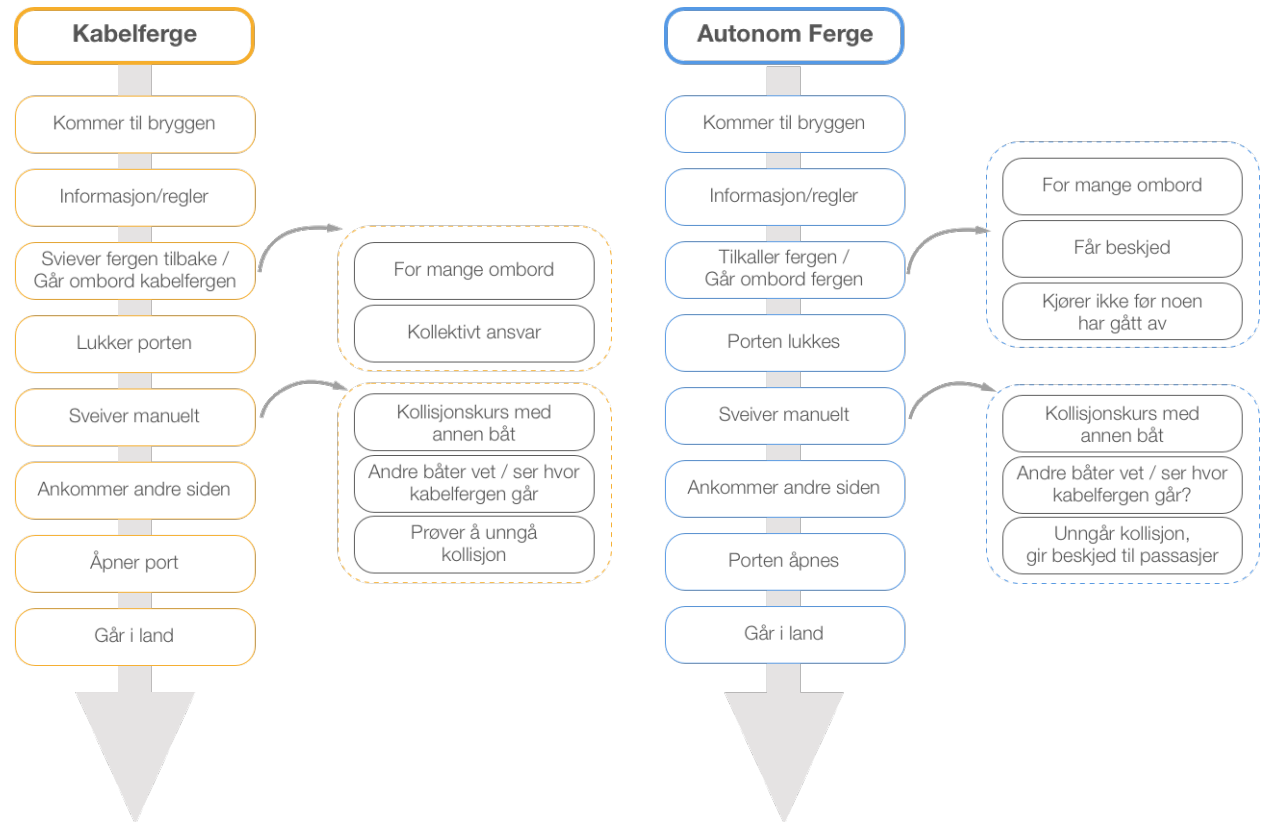 Kabelferge
Kommer til bryggen
Informasjon/regler
Sviever fergen tilbake /
Går ombord kabelfergen
Lukker porten
Sveiver manuelt
Ankommer andre siden
Åpner port
Går i land
For mange ombord
Kollektivt ansvar
Kollisjonskurs med
annen båt
Andre båter vet / ser hvor
kabelfergen går
Prøver å unngå
kollisjon
Autonom Ferge
Kommer til bryggen
Informasjon/regler
Tilkaller fergen /
Går ombord fergen
Porten lukkes
Sveiver manuelt
Ankommer andre siden
Porten åpnes
Går i land
For mange ombord
Får beskjed
Kjører ikke før noen
har gått av
Kollisjonskurs med
annen båt
Andre båter vet / ser hvor
kabelfergen går?
Unngår kollisjon,
gir beskjed til passasjer